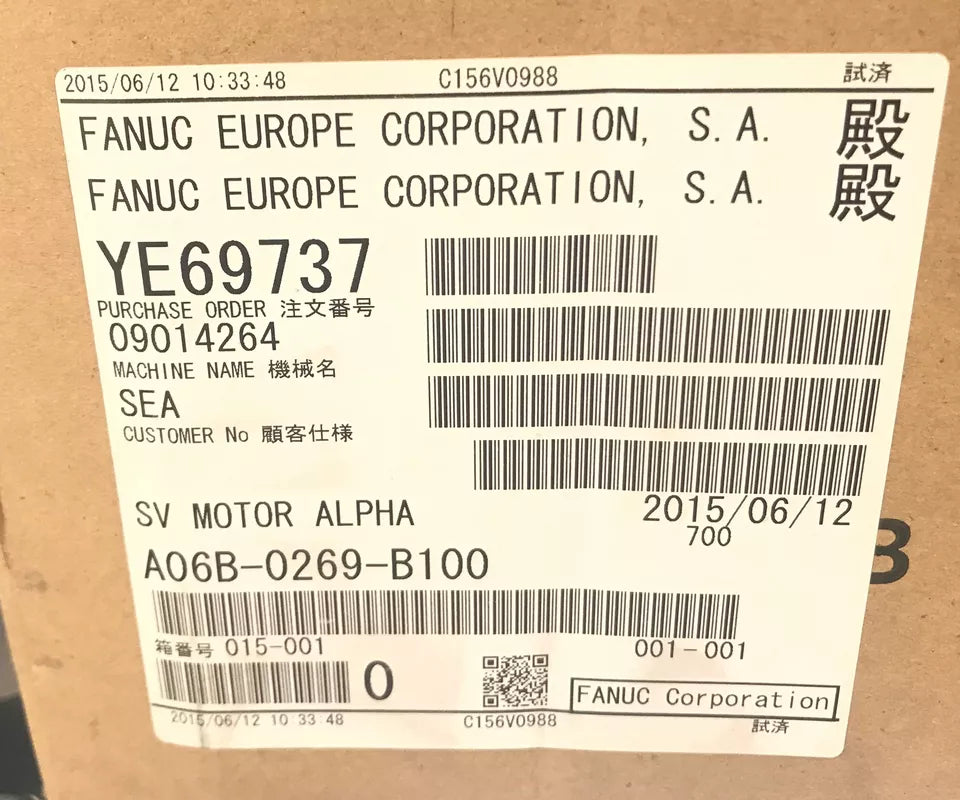 2015/06/12 10:33:48 C156V0988 試済
FANUC EUROPE CORPORATION, S.A. 殿
FANUC EUROPE CORPORATION, S.A. 殿
YE69737
PURCHASE ORDER 注文番号
09014264
MACHINE NAME 機械名
SEA
CUSTOMER No 顧客仕様
SV MOTOR ALPHA 2015/06/12
700
A06B-0269-B100
箱番号 015-001 001-001
0
FANUC Corporation
2015/06/12 10 33 48 C156V0988 試済